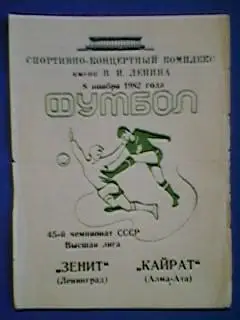 СПОРТИВНО-КОНЦЕРТНЫЙ КОМПЛЕКС
имени В. И. ЛЕНИНА
8 ноября 1982 года
ФУТБОЛ
45-й чемпионат СССР
Высшая лига
„ЗЕНИТ" „КАЙРАТ"
(Ленинград) (Алма-Ата)